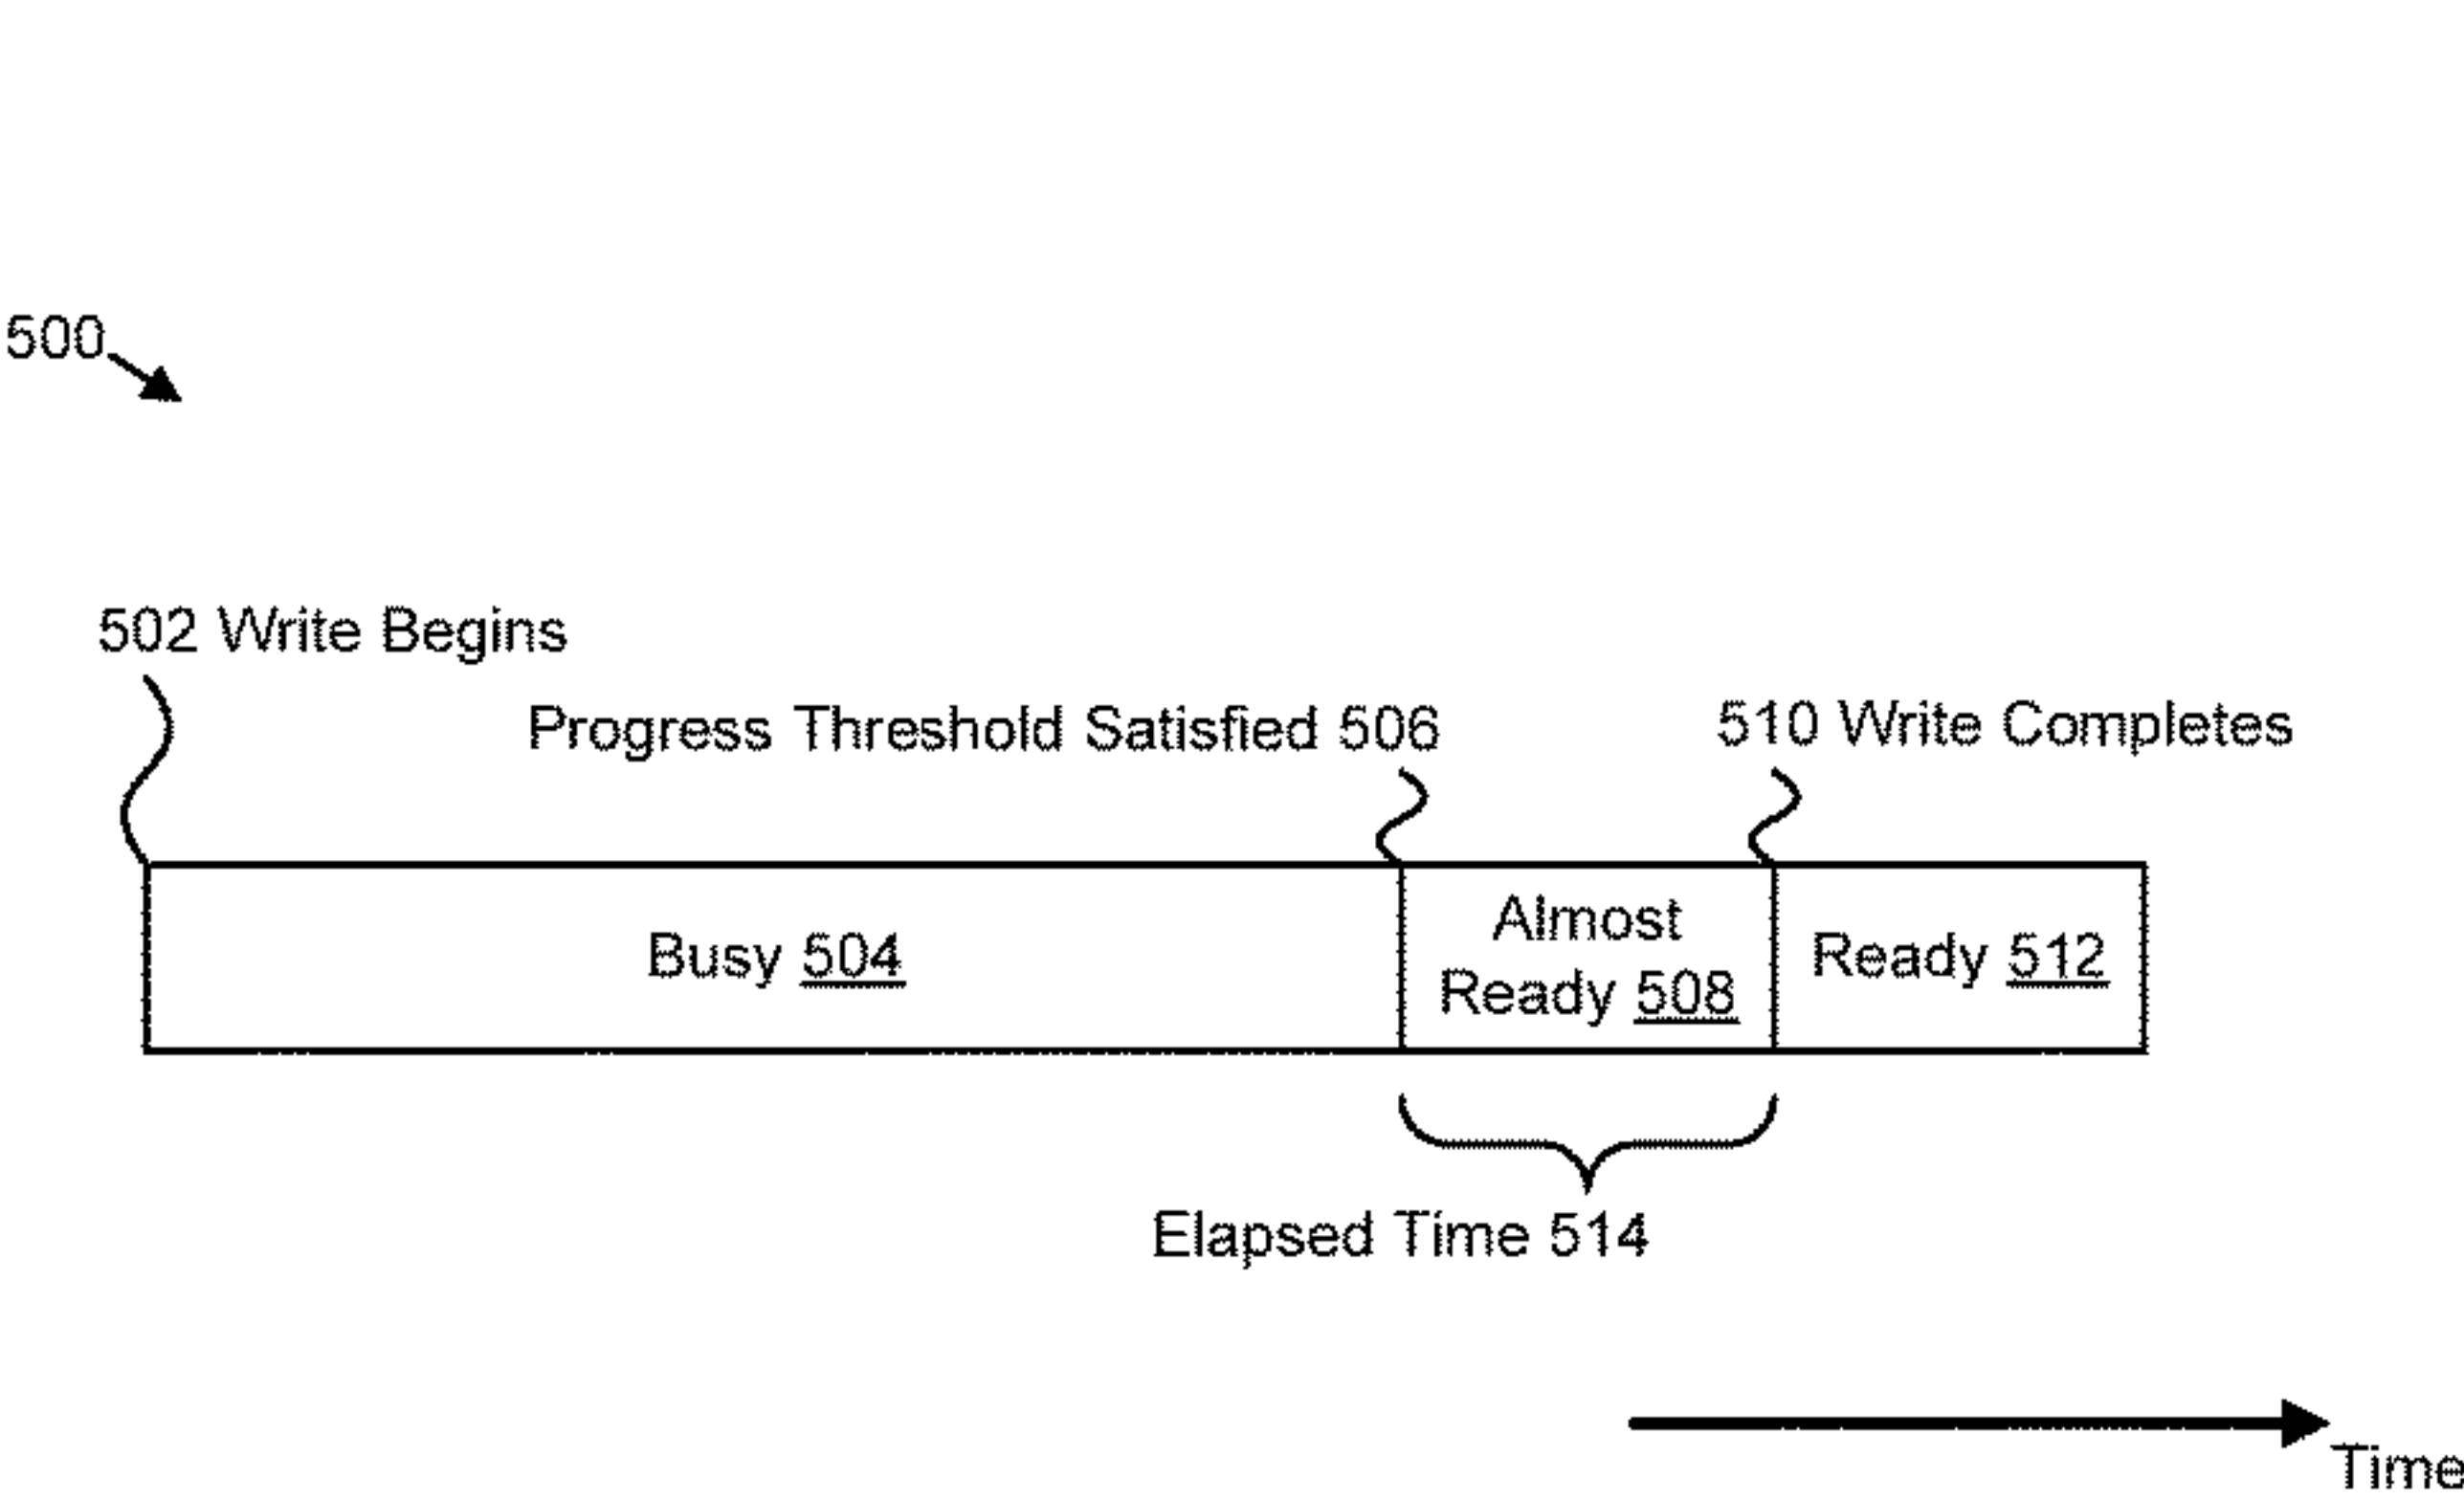 500
502 Write Begins
Progress Threshold Satisfied 506
510 Write Completes
Busy 504
Almost
Ready 508
Ready 512
Elapsed Time 514
Time